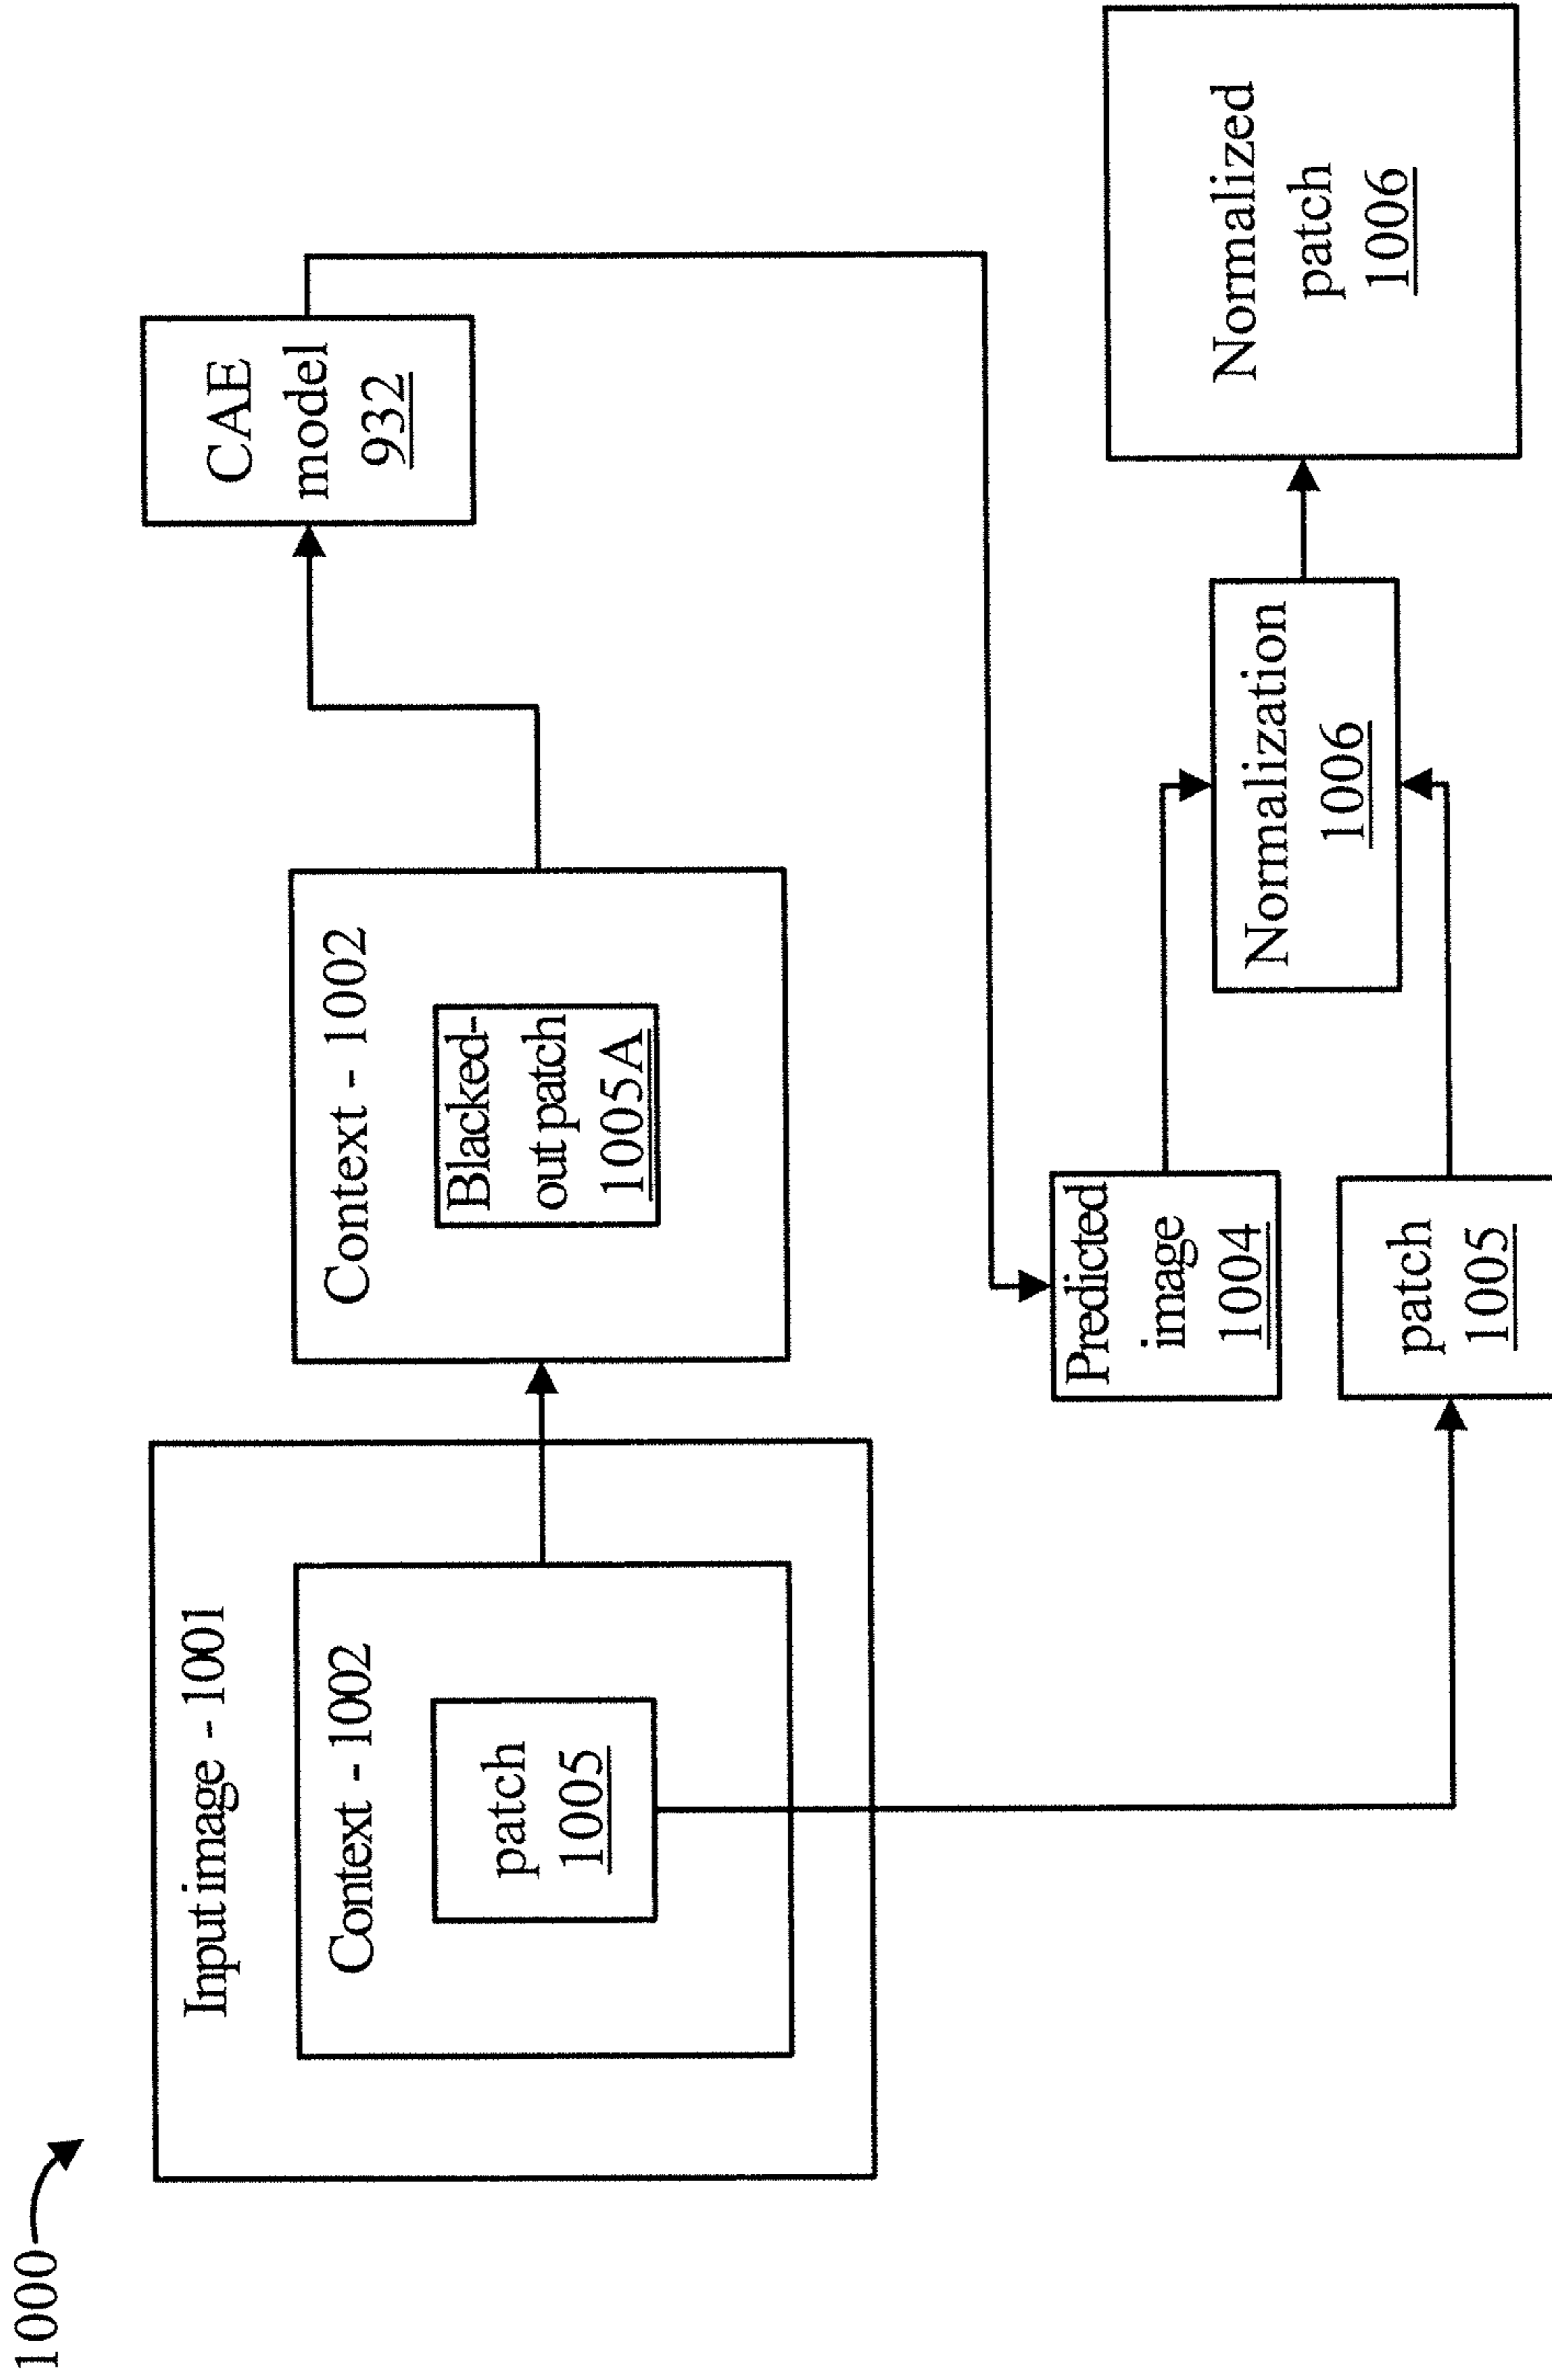 1000
Input image - 1001
Context - 1002
patch
1005
Context - 1002
Blacked-
out patch
1005A
CAE
model
932
Predicted
image
1004
patch
1005
Normalization
1006
Normalized
patch
1006